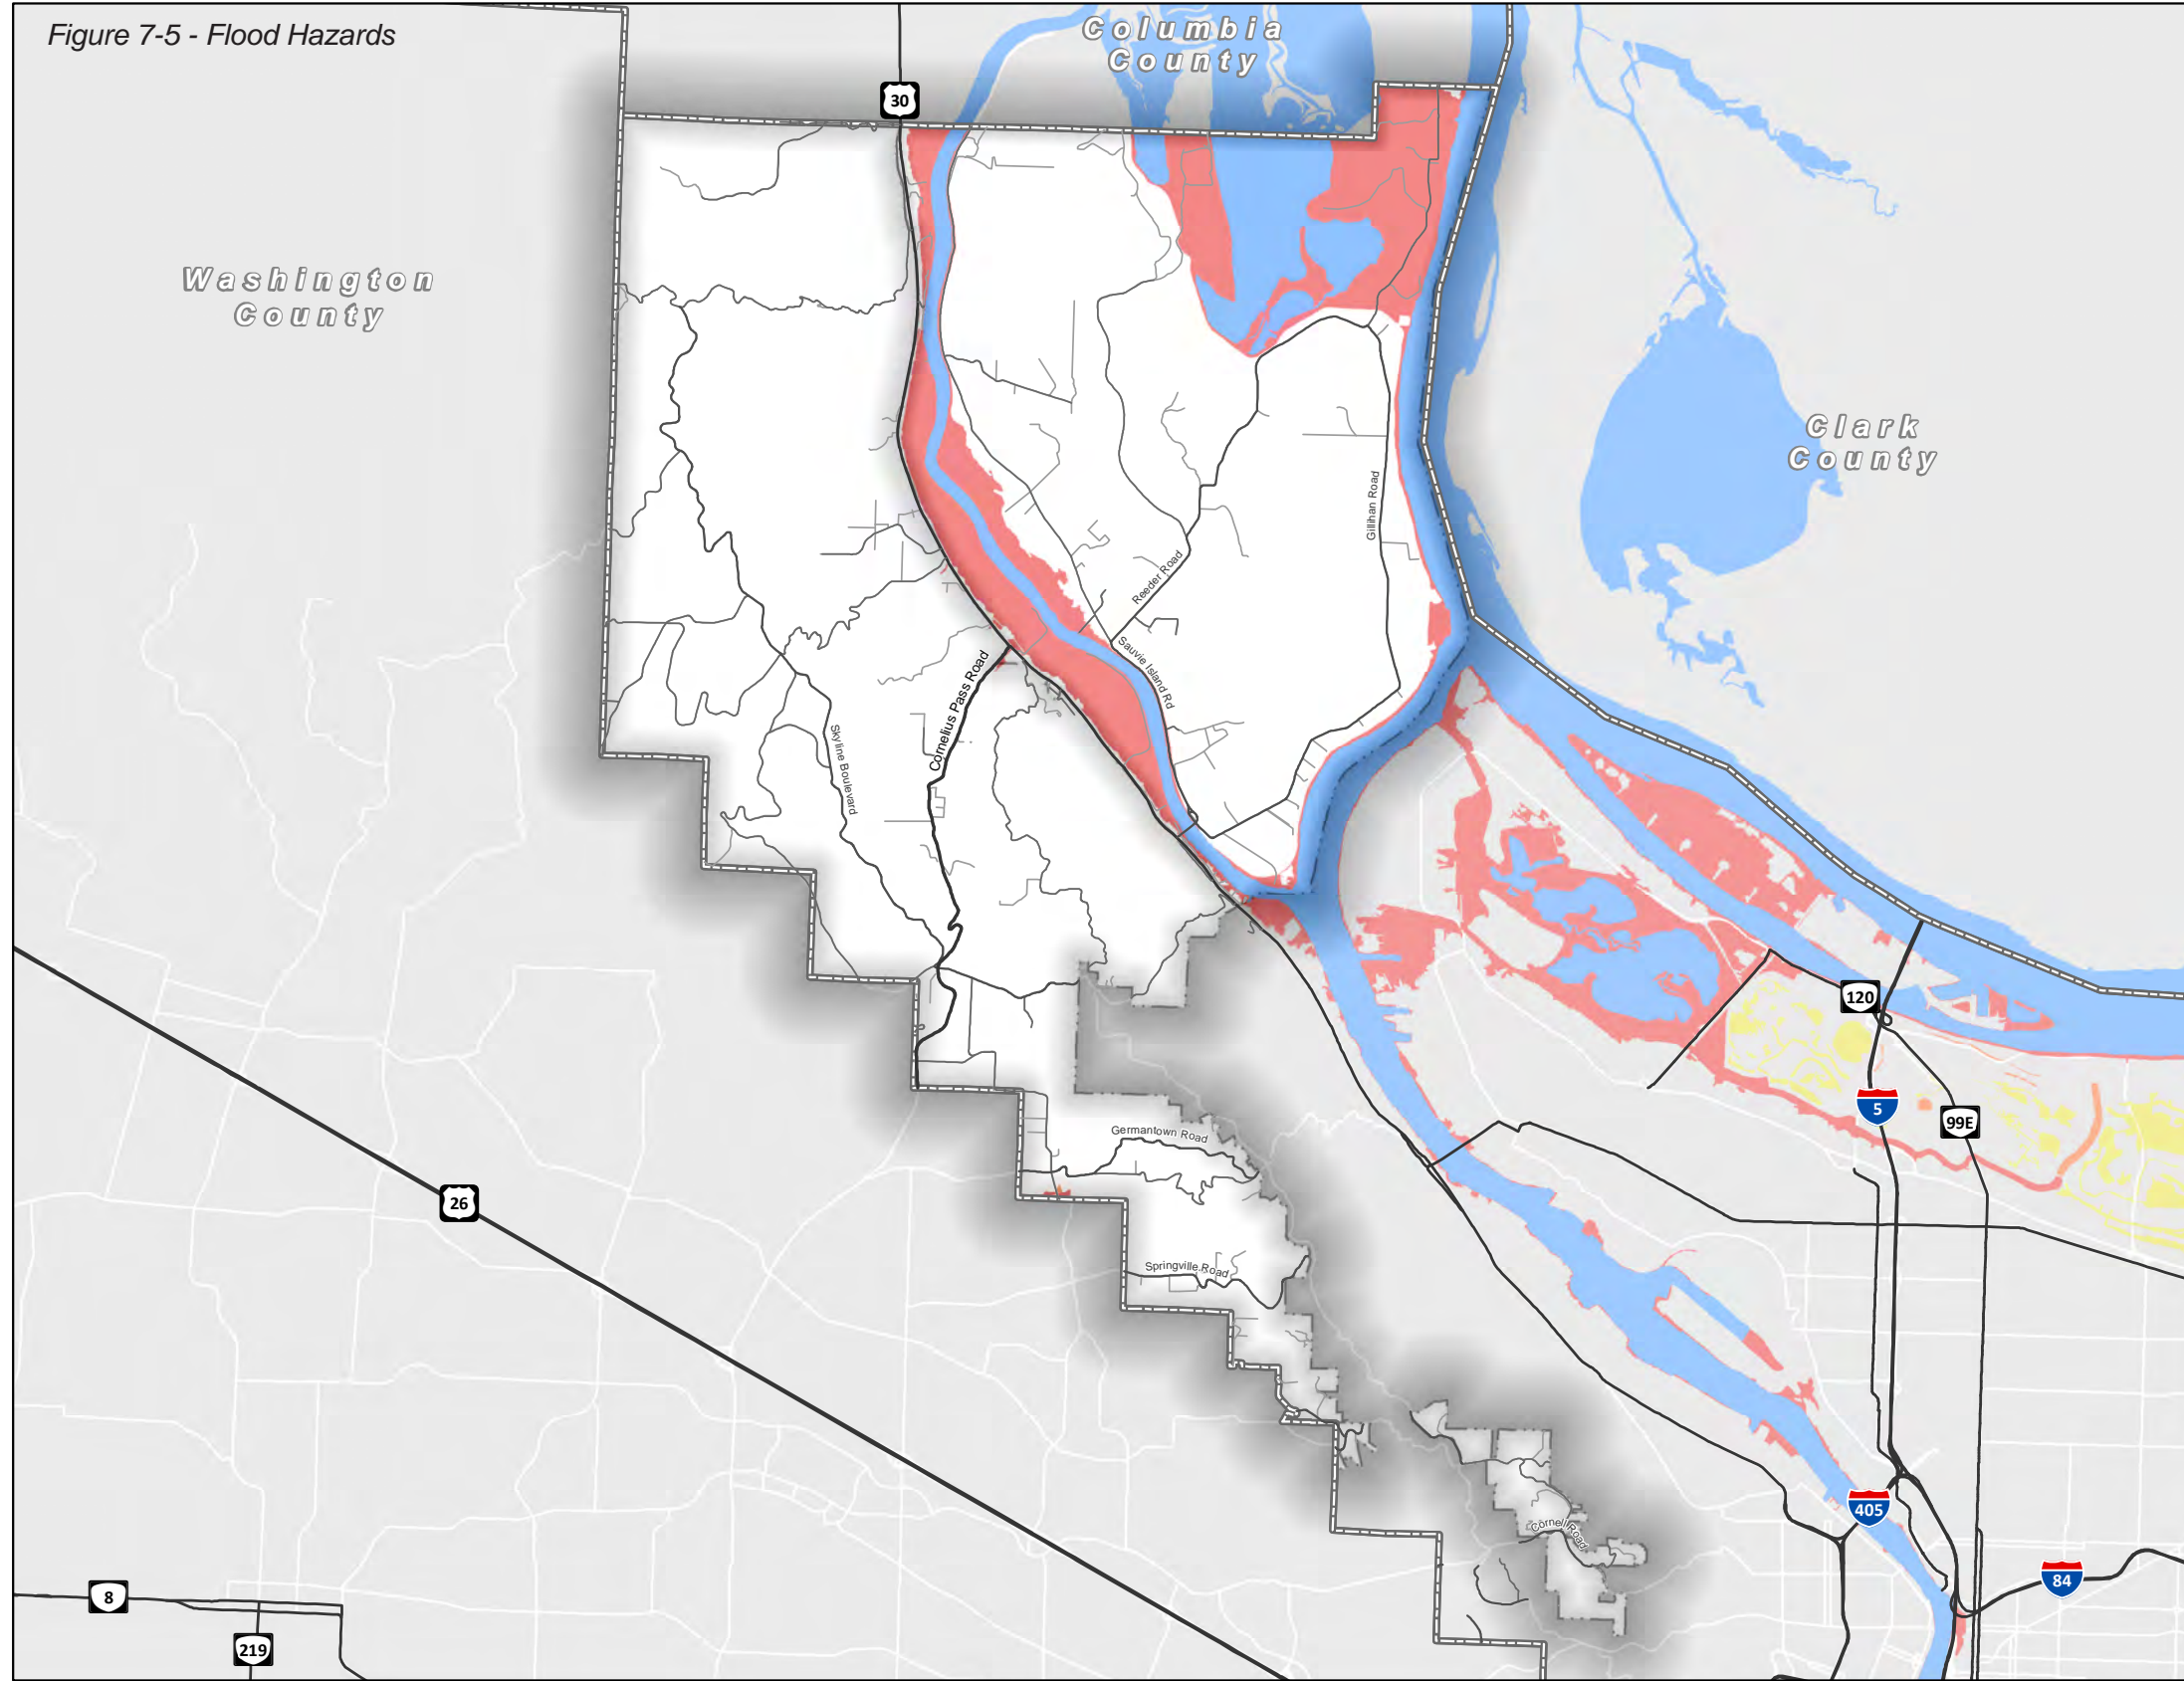 Figure 7-5 - Flood Hazards
Columbia
County
30
Washington
County
Clark
County
Gillihan Road
Reeder Road
Sauvie Island Rd
Cornelius Pass Road
Skyline Boulevard
120
5
99E
Germantown Road
26
Springville Road
405
Cornell Road
84
8
219